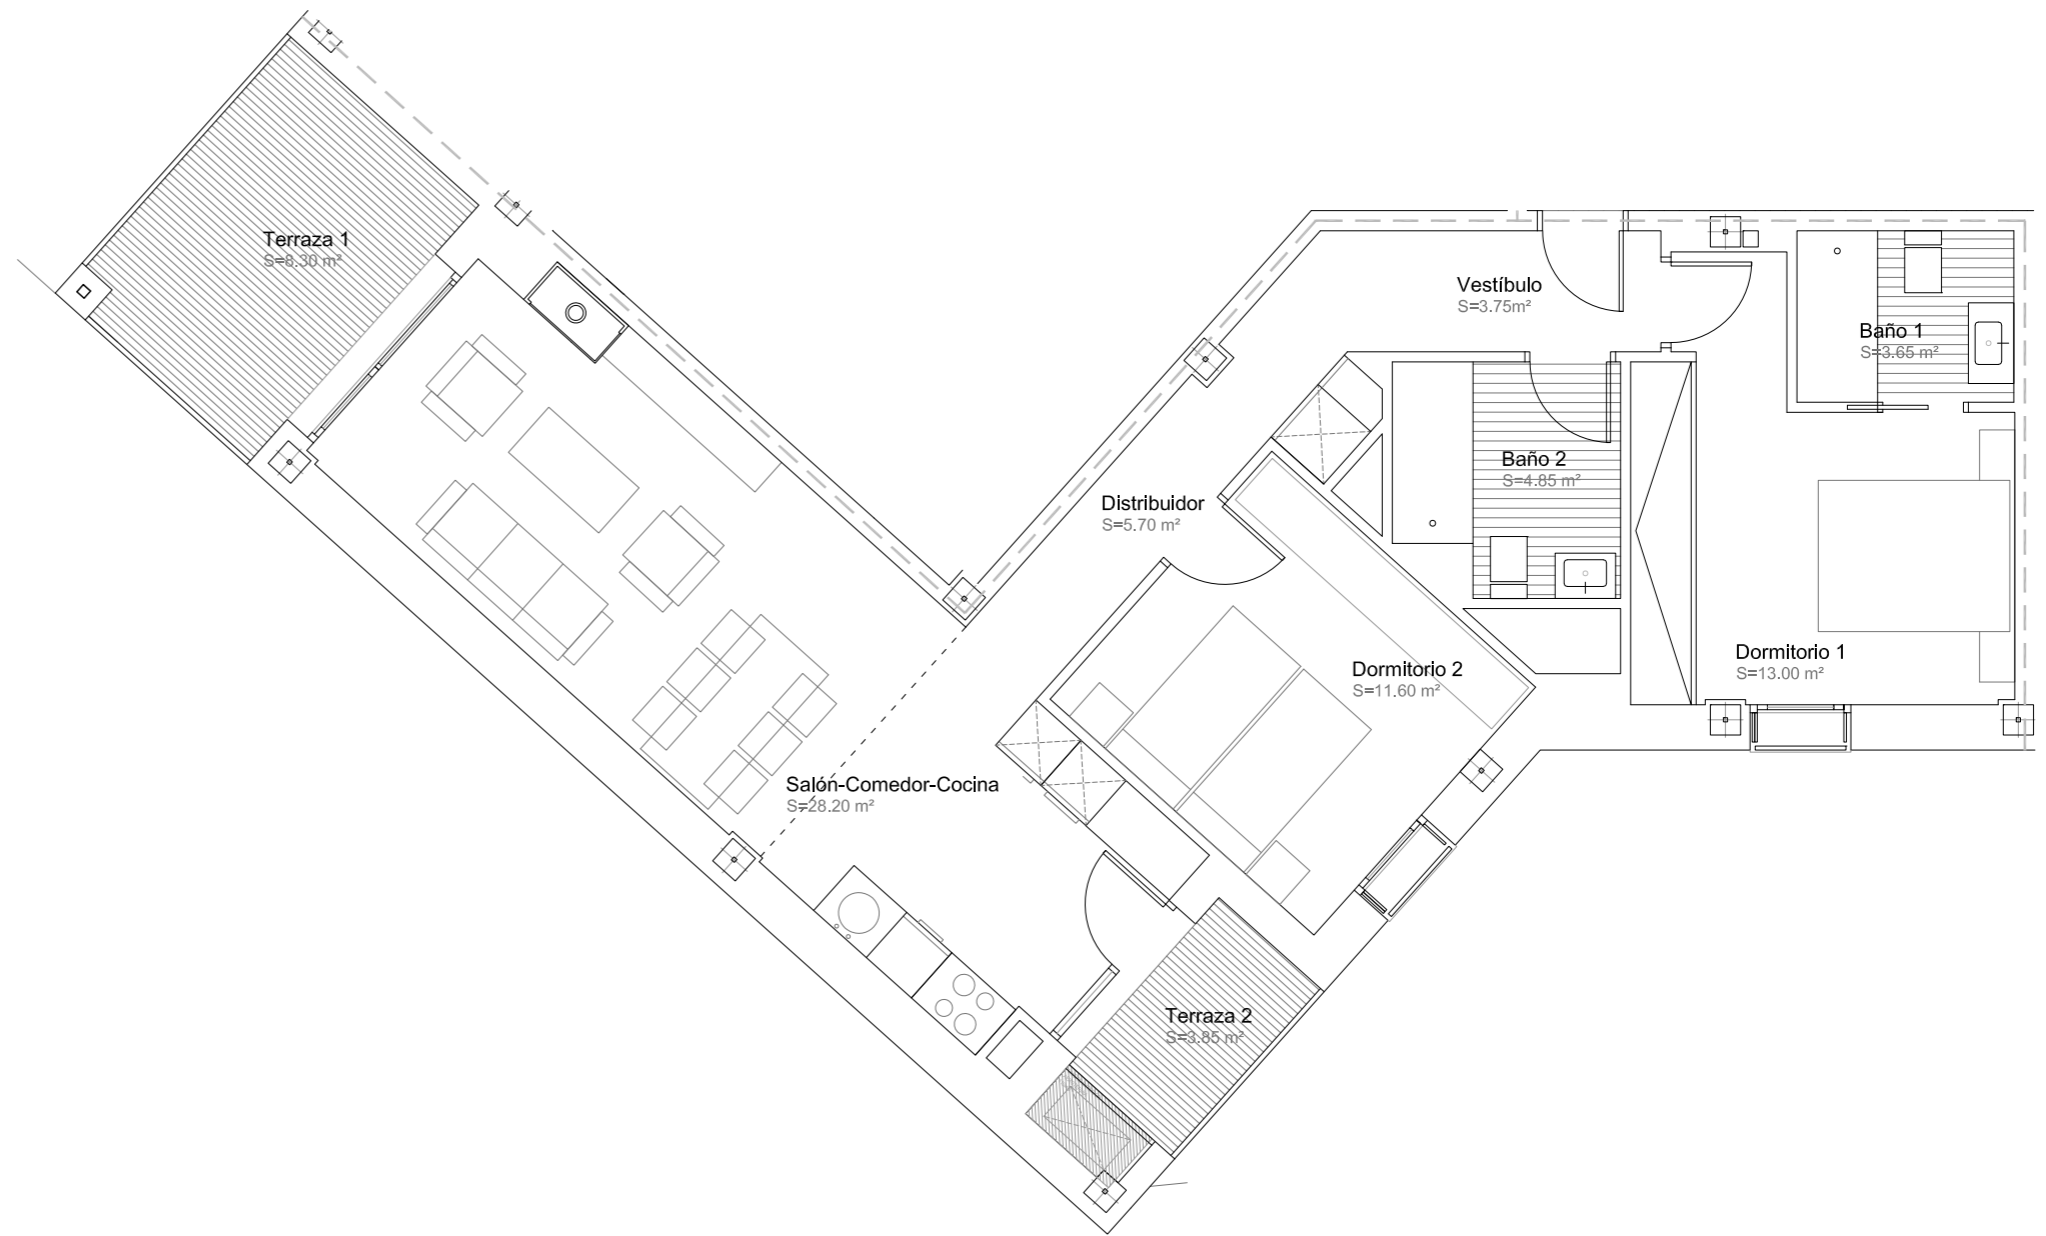 Terraza 1
S=8.30 m²
Vestíbulo
S=3.75m²
Baño 1
S=3.65 m²
Baño 2
S=4.85 m²
Distribuidor
S=5.70 m²
Dormitorio 1
S=13.00 m²
Dormitorio 2
S=11.60 m²
Salón-Comedor-Cocina
S=28.20 m²
Terraza 2
S=3.85 m²